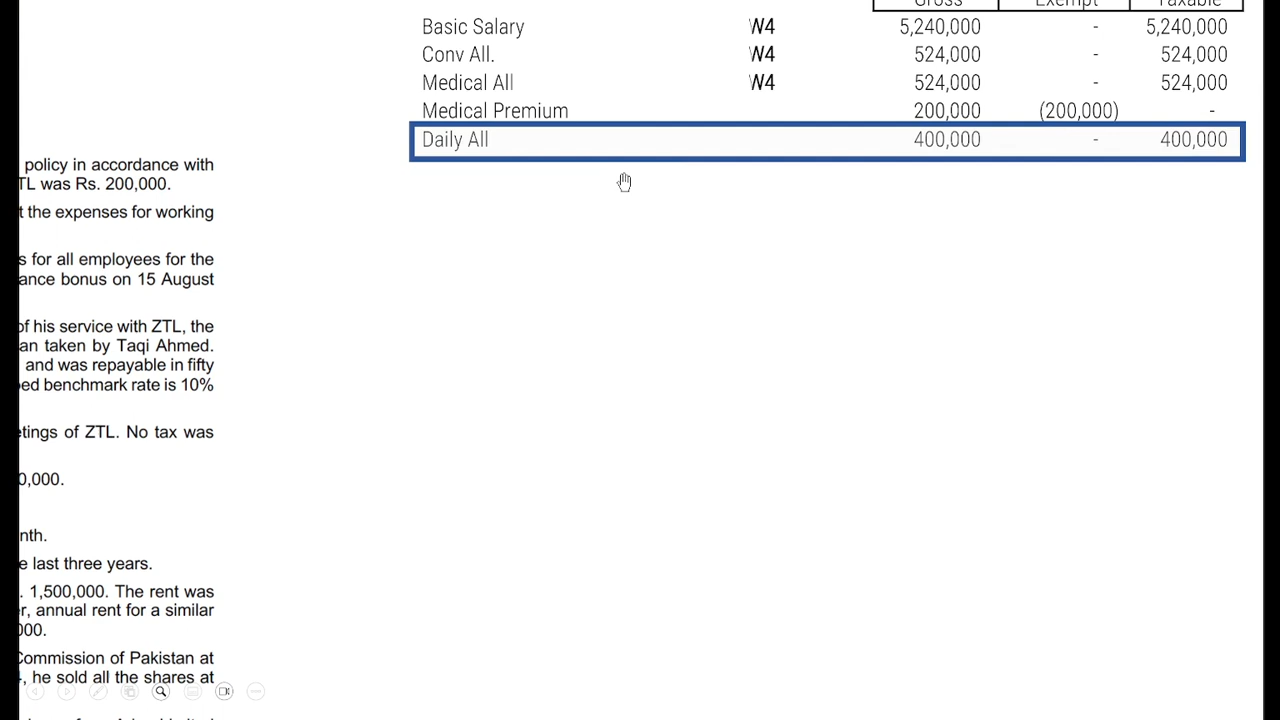 Gross Exempt Taxable
Basic Salary W4 5,240,000 - 5,240,000
Conv All. W4 524,000 - 524,000
Medical All W4 524,000 - 524,000
Medical Premium 200,000 (200,000) -
Daily All 400,000 - 400,000
policy in accordance with
TL was Rs. 200,000.
t the expenses for working
s for all employees for the
ance bonus on 15 August
of his service with ZTL, the
an taken by Taqi Ahmed.
and was repayable in fifty
ed benchmark rate is 10%
etings of ZTL. No tax was
0,000.
nth.
e last three years.
. 1,500,000. The rent was
r, annual rent for a similar
000.
Commission of Pakistan at
, he sold all the shares at